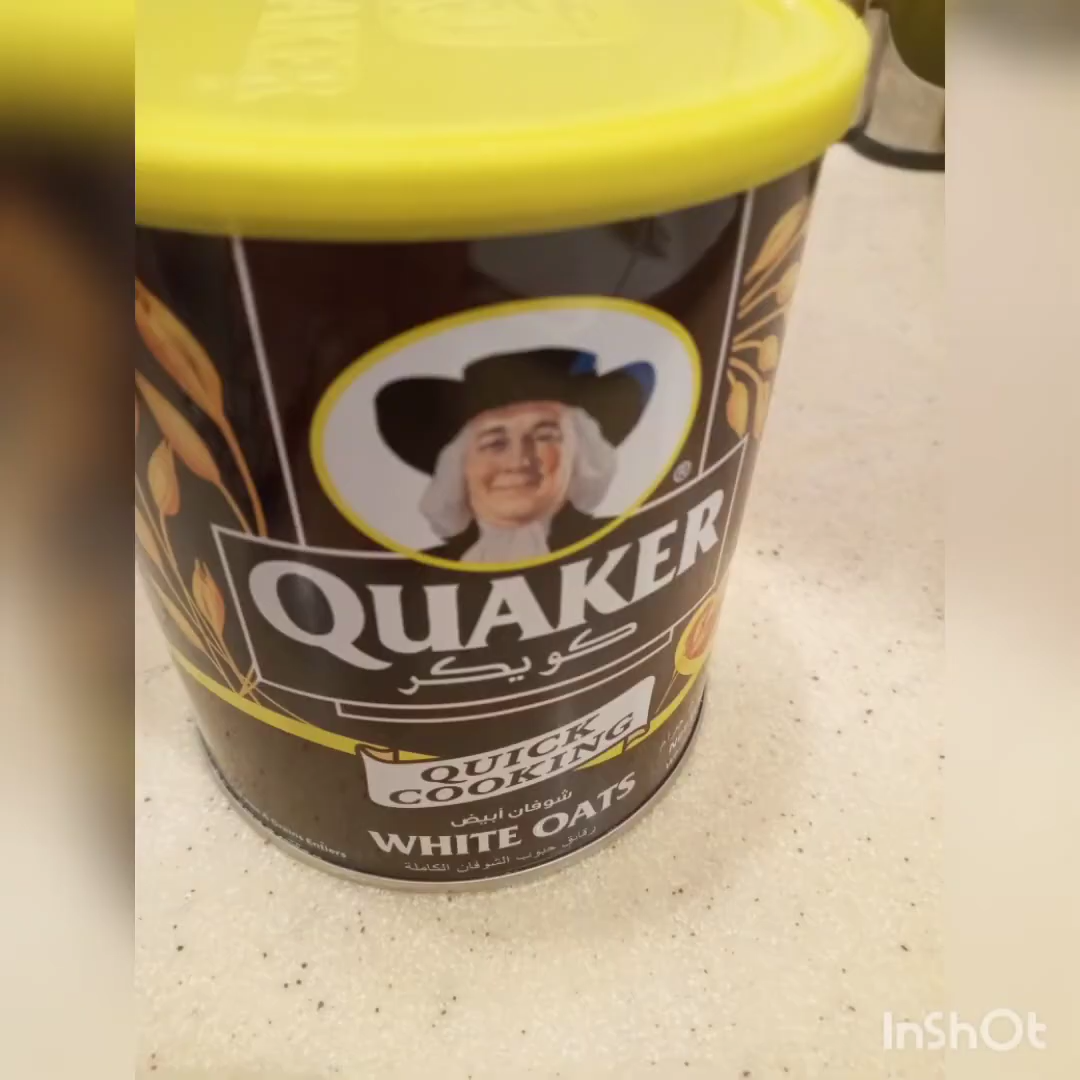 QUAKER
كويكر
QUICK
COOKING
شوفان أبيض
WHITE OATS
رقائق حبوب الشوفان الكاملة
InShOt